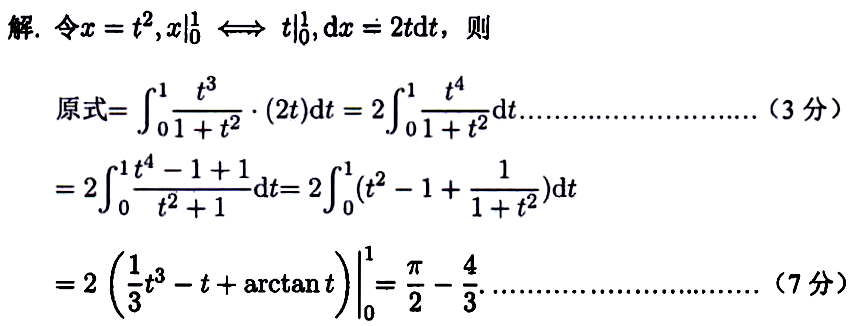 解. 令$x = t^2, x|_0^1 \iff t|_0^1, \mathrm{d}x = 2t\mathrm{d}t$，则
原式$= \int_0^1 \frac{t^3}{1+t^2} \cdot (2t)\mathrm{d}t = 2\int_0^1 \frac{t^4}{1+t^2}\mathrm{d}t$..............................（3 分）
$= 2\int_0^1 \frac{t^4-1+1}{t^2+1}\mathrm{d}t = 2\int_0^1 (t^2 - 1 + \frac{1}{1+t^2})\mathrm{d}t$
$= 2\left(\frac{1}{3}t^3 - t + \arctan t\right)\Big|_0^1 = \frac{\pi}{2} - \frac{4}{3}.$..............................（7 分）